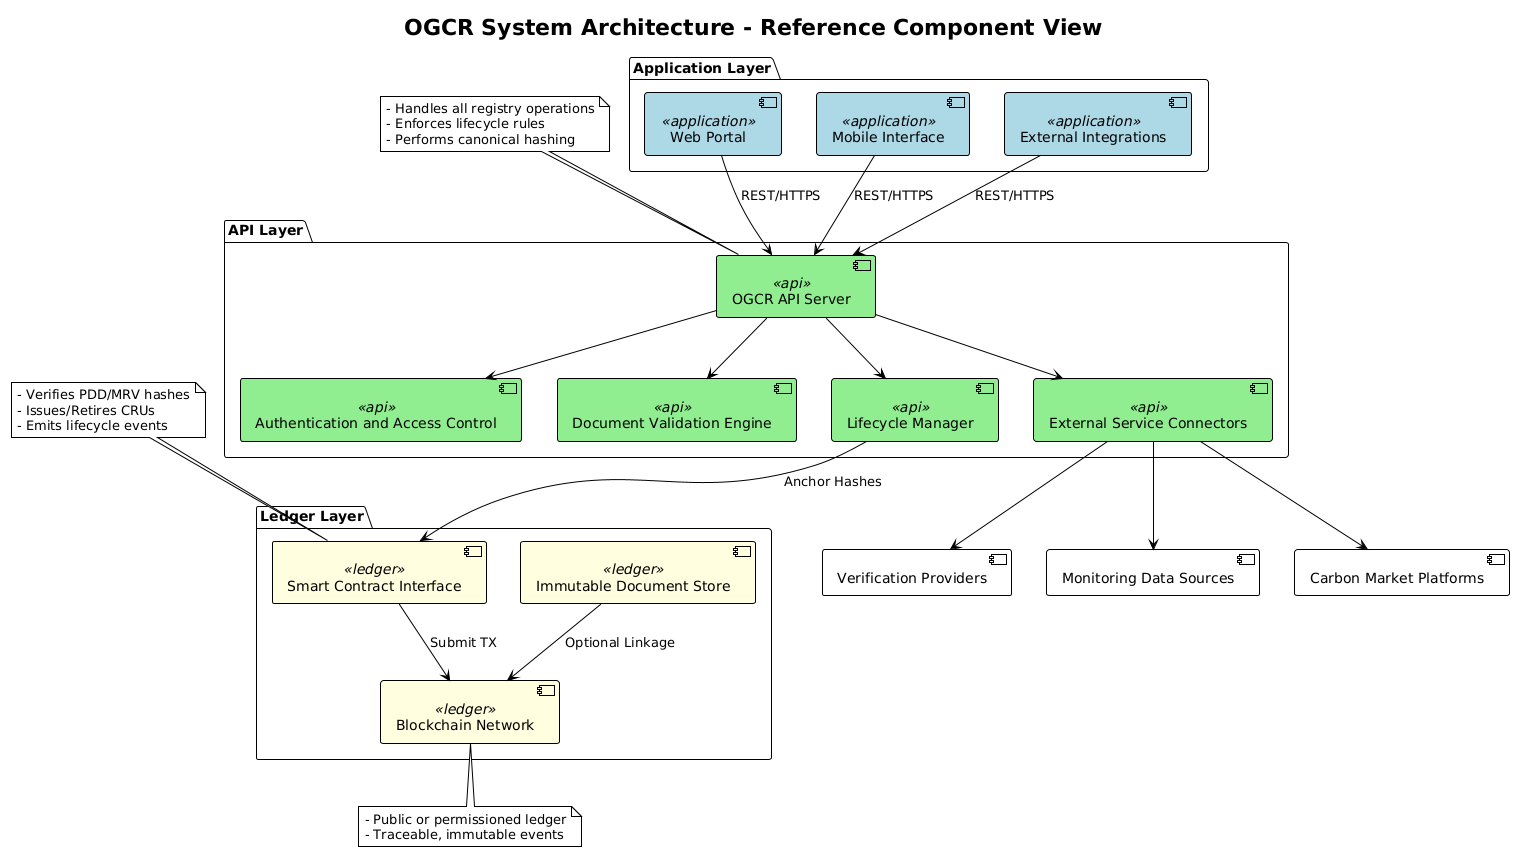 OGCR System Architecture - Reference Component View
Application Layer
«application»
Web Portal
«application»
Mobile Interface
«application»
External Integrations
- Handles all registry operations
- Enforces lifecycle rules
- Performs canonical hashing
REST/HTTPS
REST/HTTPS
REST/HTTPS
API Layer
«api»
OGCR API Server
«api»
Authentication and Access Control
«api»
Document Validation Engine
«api»
Lifecycle Manager
«api»
External Service Connectors
- Verifies PDD/MRV hashes
- Issues/Retires CRUs
- Emits lifecycle events
Anchor Hashes
Ledger Layer
«ledger»
Smart Contract Interface
«ledger»
Immutable Document Store
Verification Providers
Monitoring Data Sources
Carbon Market Platforms
Submit TX
Optional Linkage
«ledger»
Blockchain Network
- Public or permissioned ledger
- Traceable, immutable events